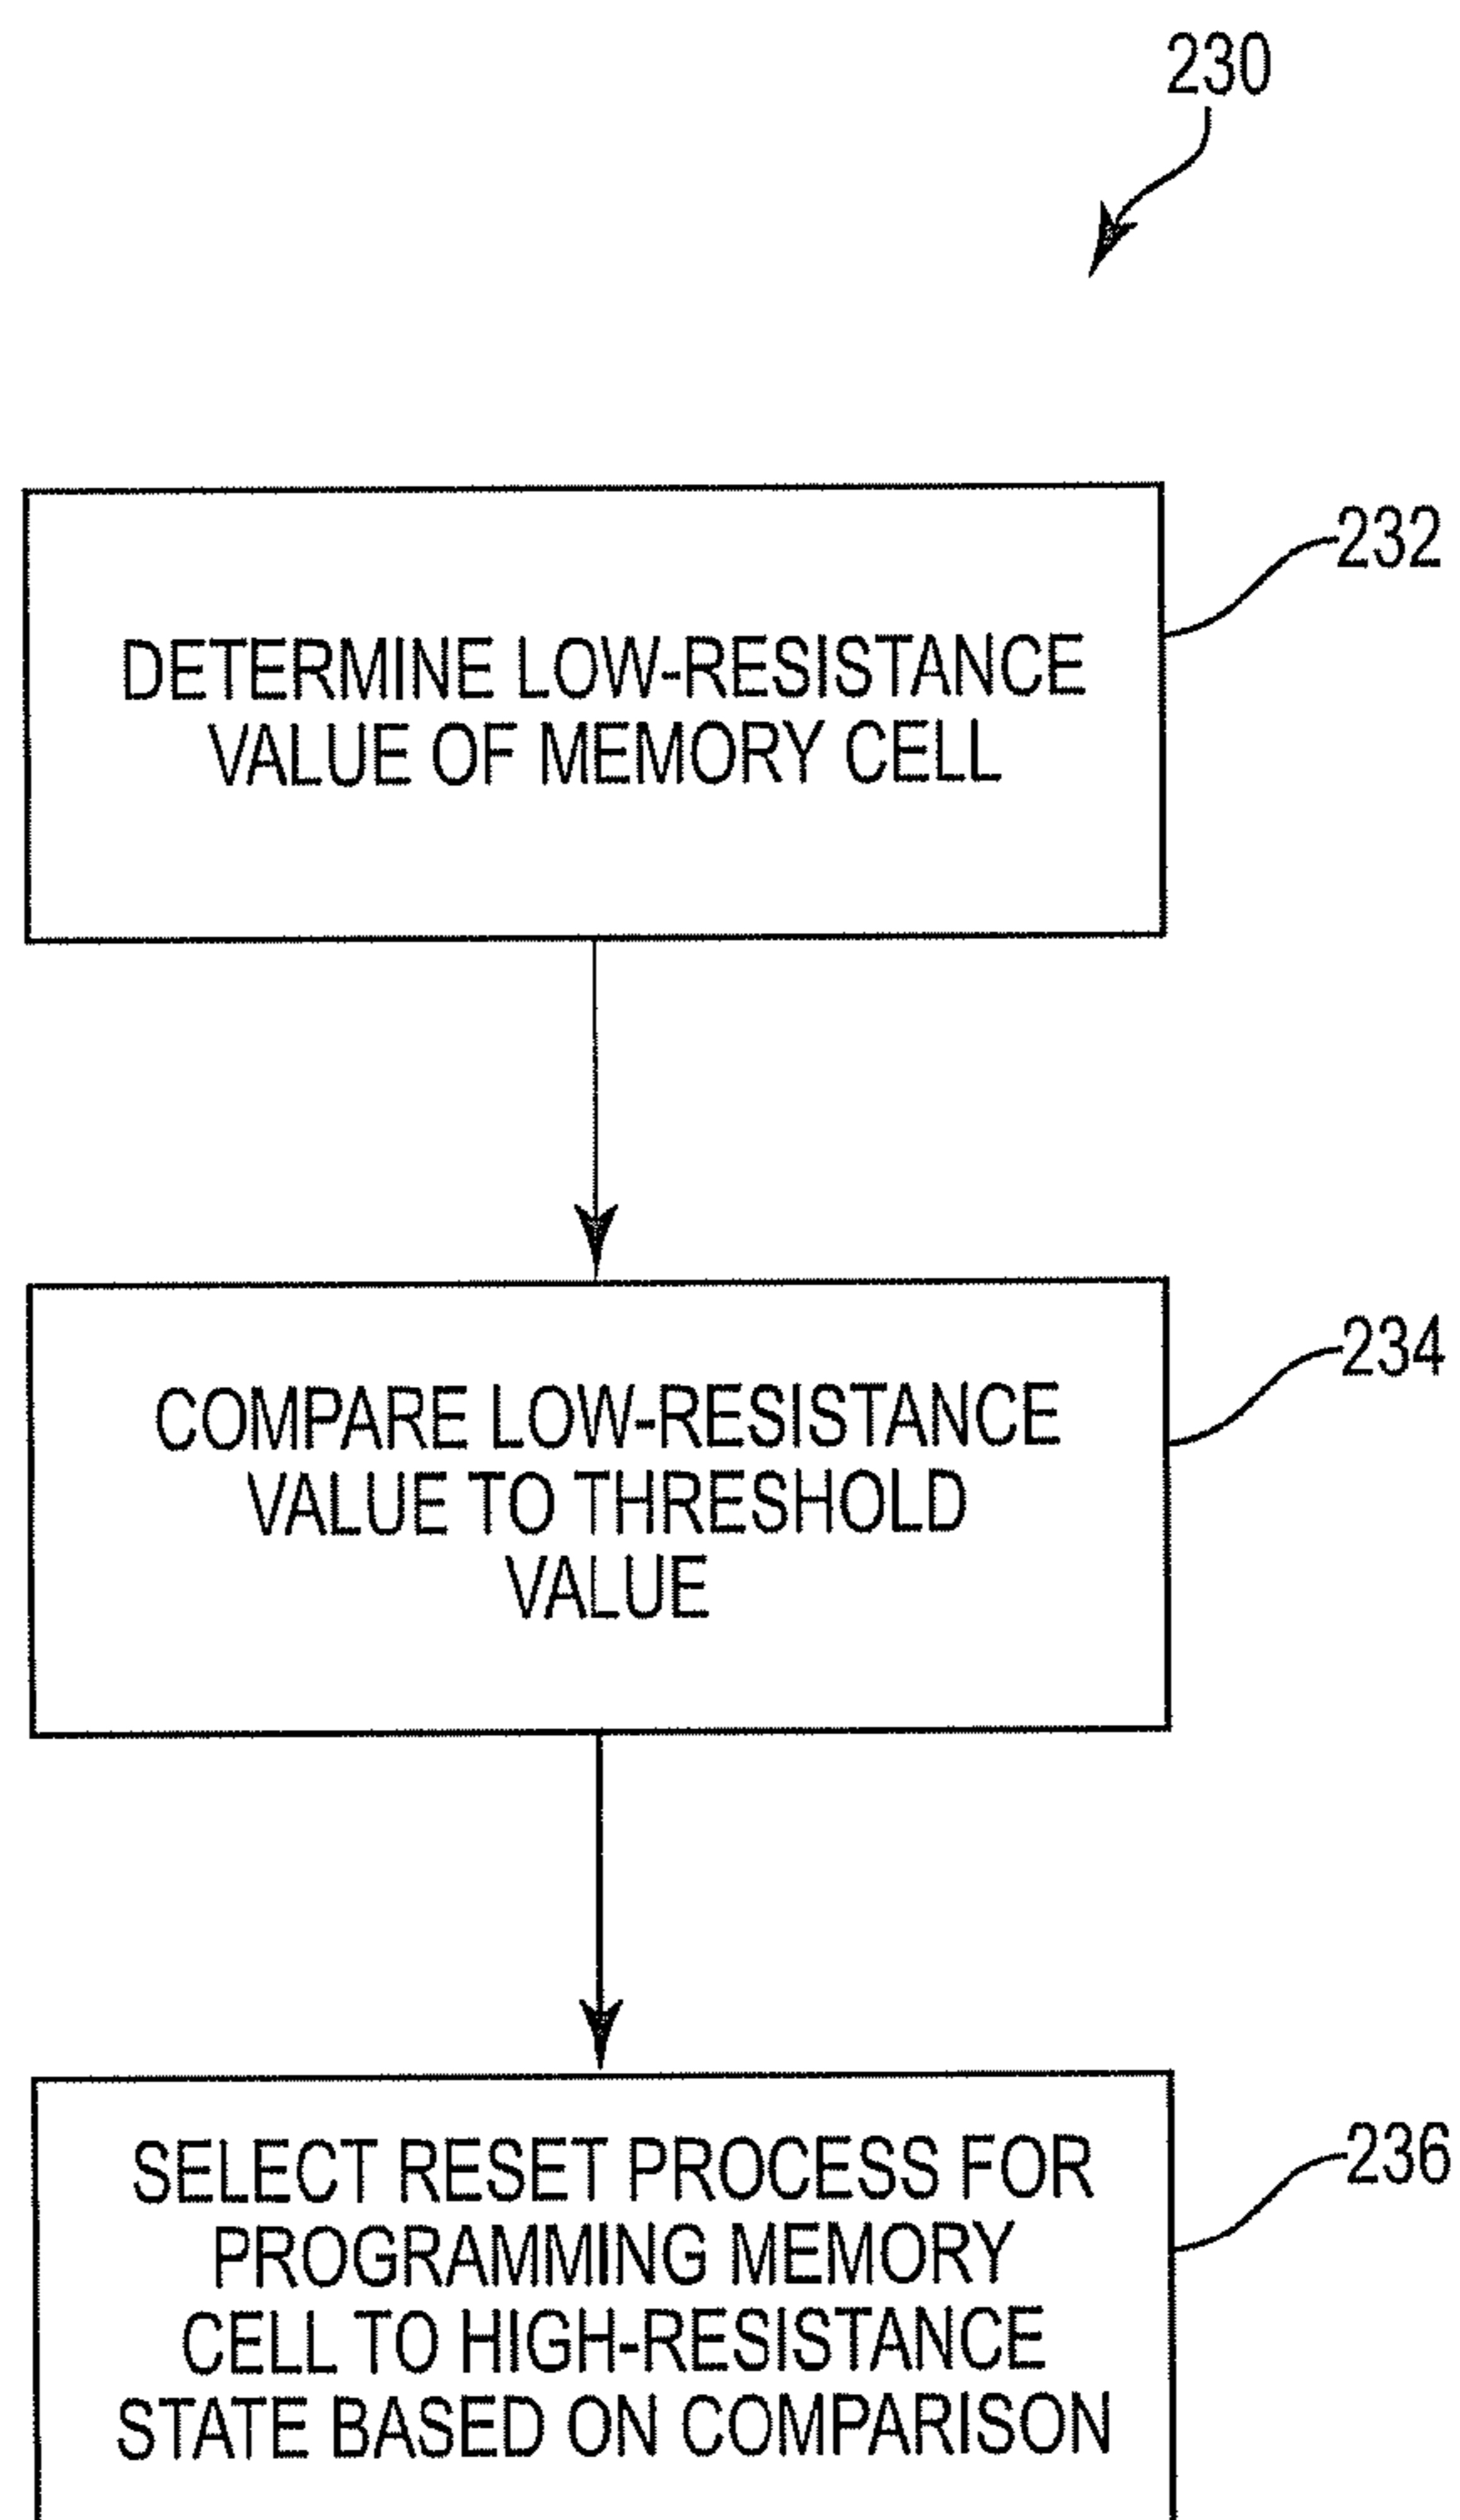 230
232
DETERMINE LOW-RESISTANCE
VALUE OF MEMORY CELL
234
COMPARE LOW-RESISTANCE
VALUE TO THRESHOLD
VALUE
236
SELECT RESET PROCESS FOR
PROGRAMMING MEMORY
CELL TO HIGH-RESISTANCE
STATE BASED ON COMPARISON